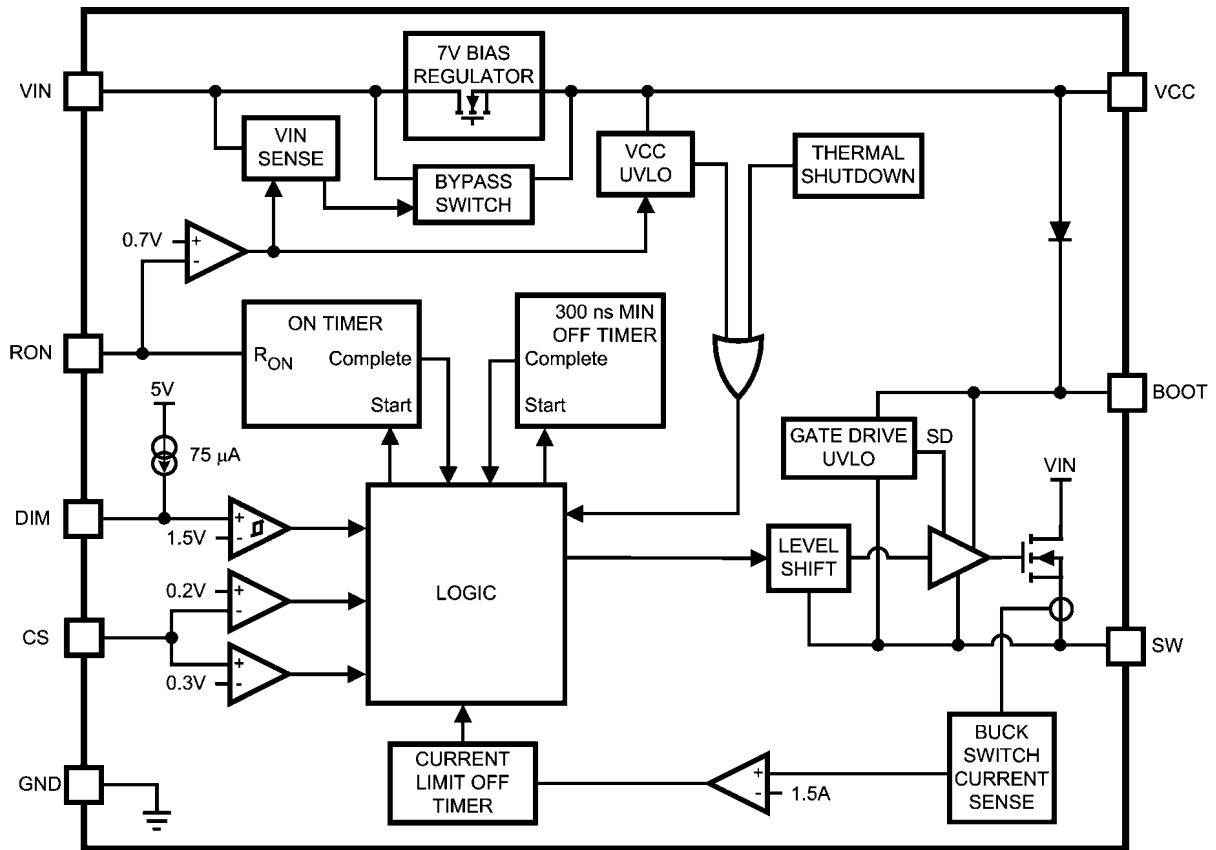 7V BIAS
REGULATOR
VIN
VCC
VIN
SENSE
BYPASS
SWITCH
VCC
UVLO
THERMAL
SHUTDOWN
0.7V
+
-
ON TIMER
300 ns MIN
OFF TIMER
RON
RON
Complete
Complete
Start
Start
5V
BOOT
75 μA
GATE DRIVE
UVLO
SD
VIN
DIM
+
1.5V
-
LEVEL
SHIFT
0.2V
+
-
LOGIC
CS
SW
+
0.3V
-
BUCK
SWITCH
CURRENT
SENSE
CURRENT
LIMIT OFF
TIMER
+
-
1.5A
GND